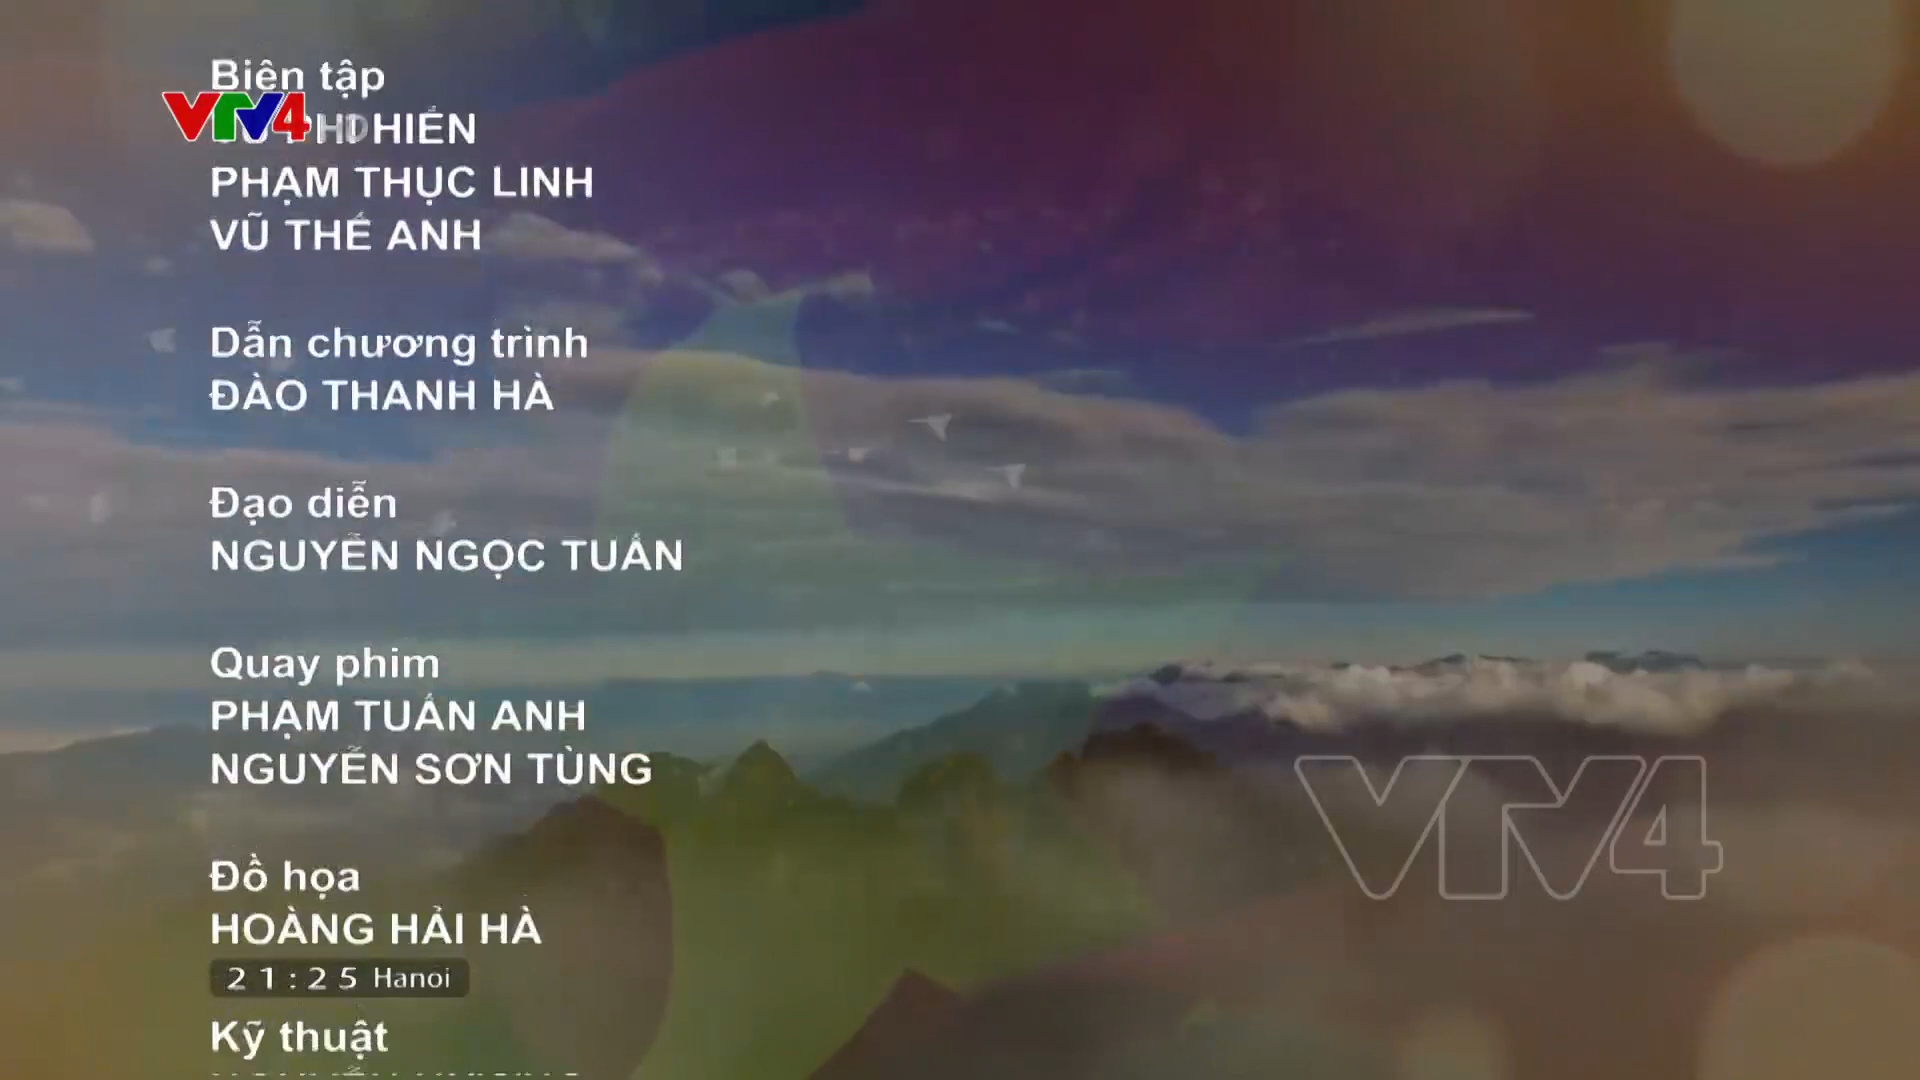 Biên tập
VTV4 HD
HIỂN
PHẠM THỤC LINH
VŨ THẾ ANH
Dẫn chương trình
ĐÀO THANH HÀ
Đạo diễn
NGUYỄN NGỌC TUẤN
Quay phim
PHẠM TUẤN ANH
NGUYỄN SƠN TÙNG
VTV4
Đồ họa
HOÀNG HẢI HÀ
21:25 Hanoi
Kỹ thuật